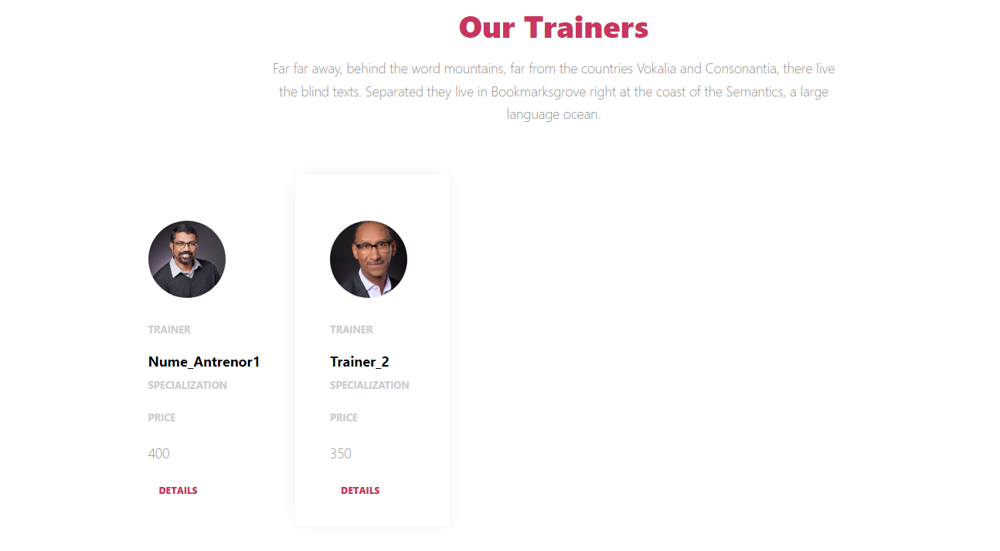 Our Trainers
Far far away, behind the word mountains, far from the countries Vokalia and Consonantia, there live
the blind texts. Separated they live in Bookmarksgrove right at the coast of the Semantics, a large
language ocean.
TRAINER
Nume_Antrenor1
SPECIALIZATION
PRICE
400
DETAILS
TRAINER
Trainer_2
SPECIALIZATION
PRICE
350
DETAILS